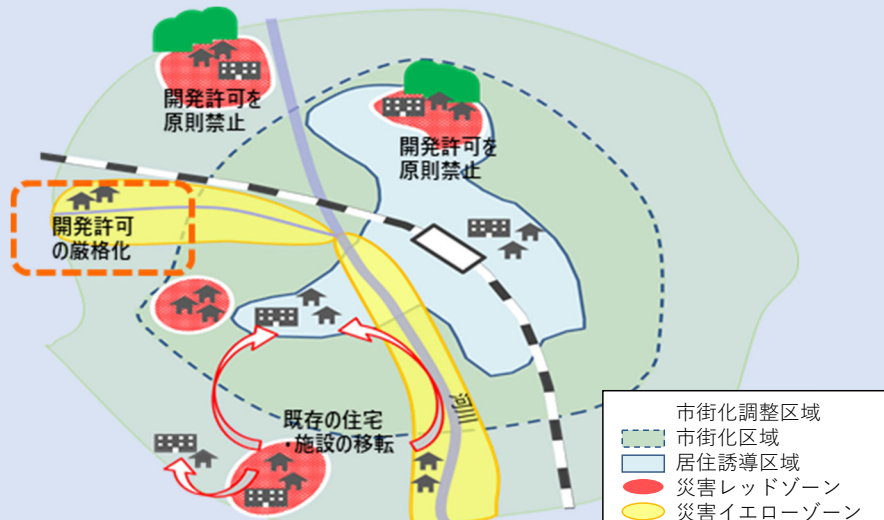 開発許可を
原則禁止
開発許可を
原則禁止
開発許可
の厳格化
既存の住宅
・施設の移転
河川
市街化調整区域
市街化区域
居住誘導区域
災害レッドゾーン
災害イエローゾーン